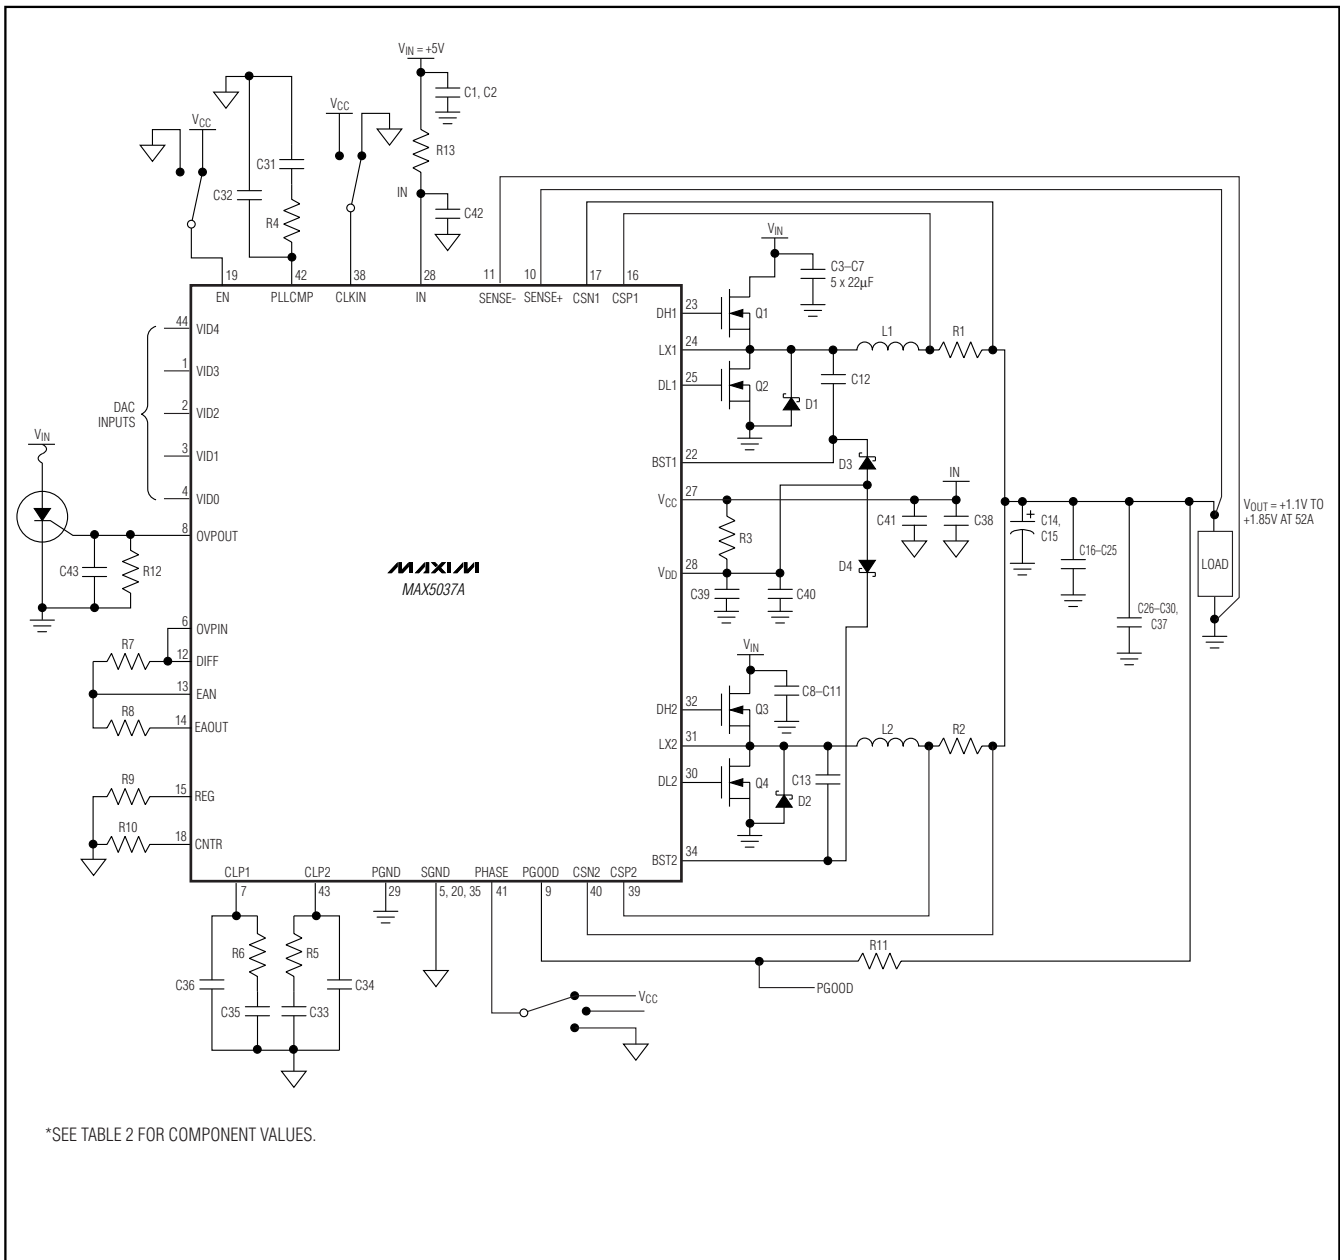 V_IN = +5V
C1, C2
V_CC
V_CC
R13
C31
C32
R4
IN
C42
19
42
38
28
11
10
17
16
EN
PLLCMP
CLKIN
IN
SENSE-
SENSE+
CSN1
CSP1
V_IN
C3–C7
5 x 22µF
44
VID4
1
VID3
2
VID2
DAC
INPUTS
3
VID1
4
VID0
V_IN
8
OVPOUT
C43
R12
6
OVPIN
R7
12
DIFF
13
EAN
R8
14
EAOUT
R9
15
REG
R10
18
CNTR
MAXIM
MAX5037A
DH1
23
Q1
LX1
24
L1
R1
DL1
25
Q2
D1
C12
BST1
22
D3
IN
V_CC
27
R3
C41
C38
V_DD
28
C39
C40
D4
+
C14,
C15
C16–C25
C26–C30,
C37
V_OUT = +1.1V TO
+1.85V AT 52A
LOAD
V_IN
C8–C11
DH2
32
Q3
LX2
31
L2
R2
DL2
30
Q4
D2
C13
BST2
34
CLP1
CLP2
PGND
SGND
PHASE
PGOOD
CSN2
CSP2
7
43
29
5, 20, 35
41
9
40
39
R6
R5
C36
C35
C33
C34
R11
PGOOD
V_CC
*SEE TABLE 2 FOR COMPONENT VALUES.